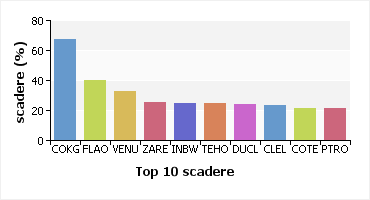 80
60
40
20
0
scadere (%)
COKG FLAO VENU ZARE INBW TEHO DUCL CLEL COTE PTRO
Top 10 scadere